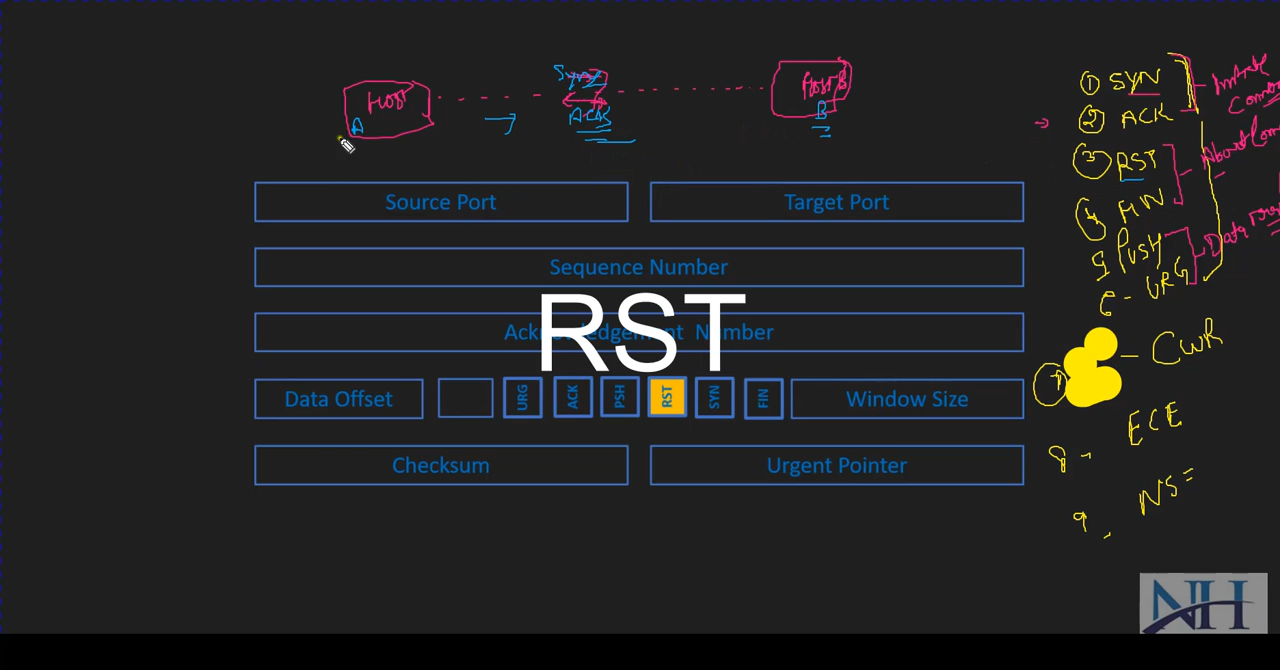 Host
A
Syn
ACK
Host B
B
① SYN
② ACK
③ RST
4 FIN
5 PUSH
6 - URG
7 - CWR
8 - ECE
9 - NS =
Initiate
Source Port
Target Port
Sequence Number
Acknowledgement Number
RST
Data Offset
URG
ACK
PSH
RST
SYN
FIN
Window Size
Checksum
Urgent Pointer
NH